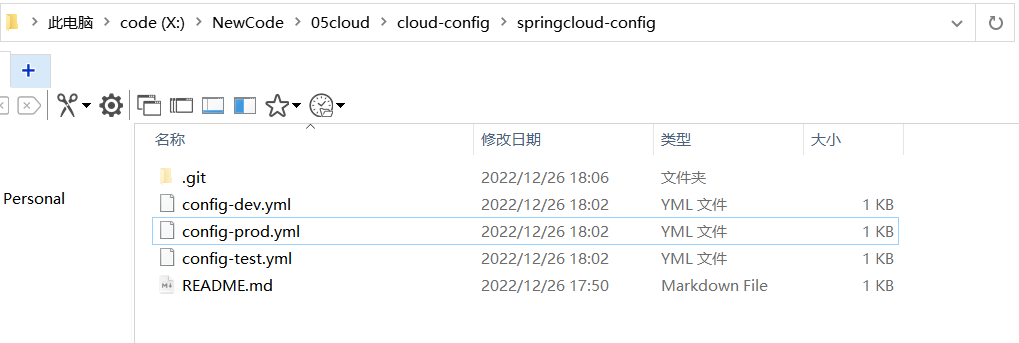 此电脑 > code (X:) > NewCode > 05cloud > cloud-config > springcloud-config
名称 修改日期 类型 大小
.git 2022/12/26 18:06 文件夹
Personal
config-dev.yml 2022/12/26 18:02 YML 文件 1 KB
config-prod.yml 2022/12/26 18:02 YML 文件 1 KB
config-test.yml 2022/12/26 18:02 YML 文件 1 KB
README.md 2022/12/26 17:50 Markdown File 1 KB